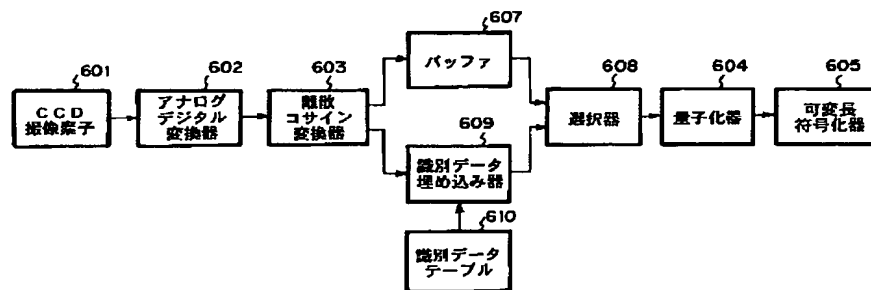 607
バッファ
601
602
603
608
604
605
CCD
撮像素子
アナログ
デジタル
変換器
離散
コサイン
変換器
選択器
量子化器
可変長
符号化器
609
識別データ
埋め込み器
610
識別データ
テーブル